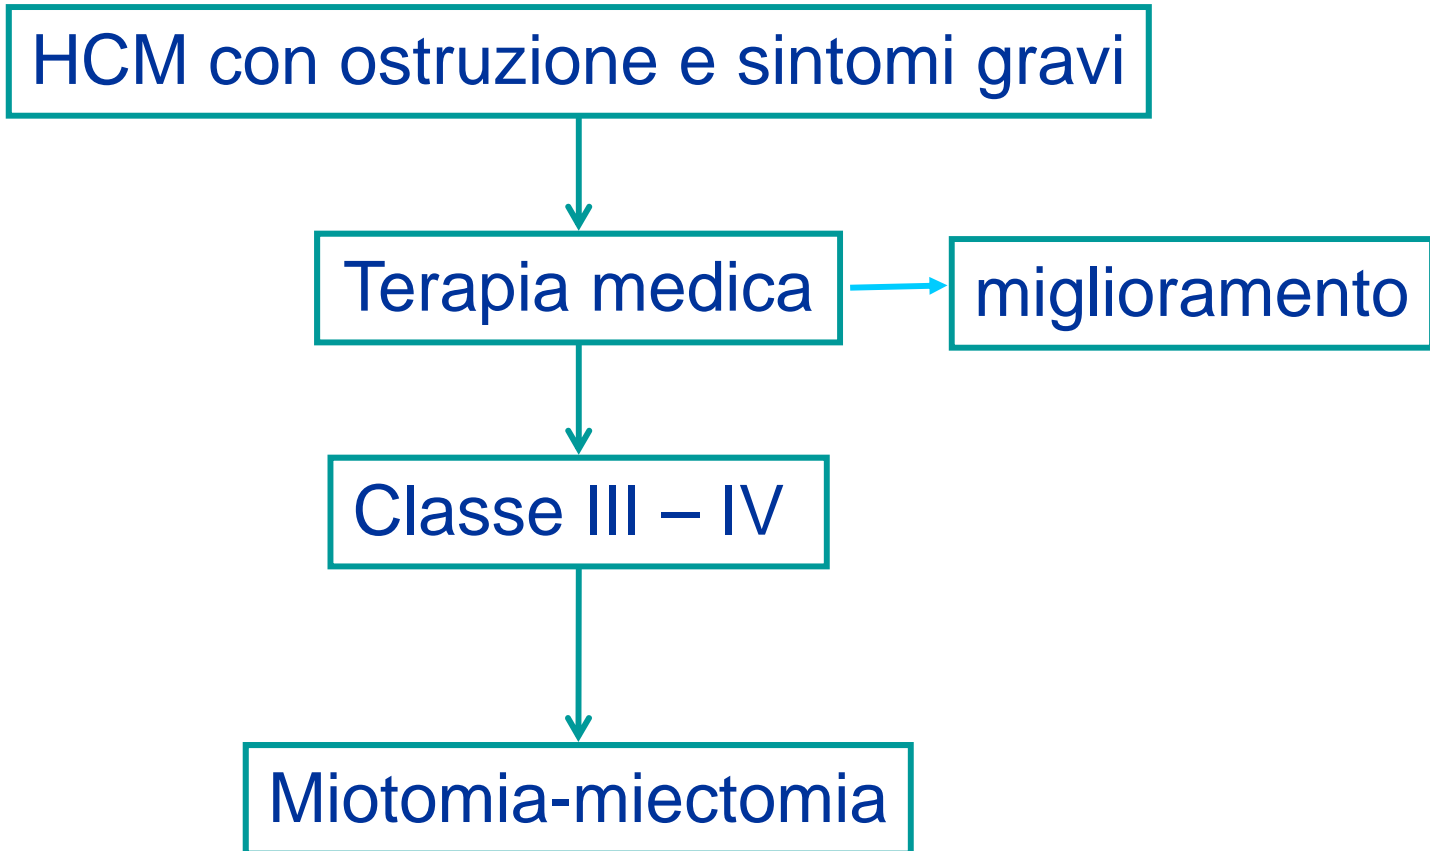 HCM con ostruzione e sintomi gravi
Terapia medica
miglioramento
Classe III – IV
Miotomia-miectomia